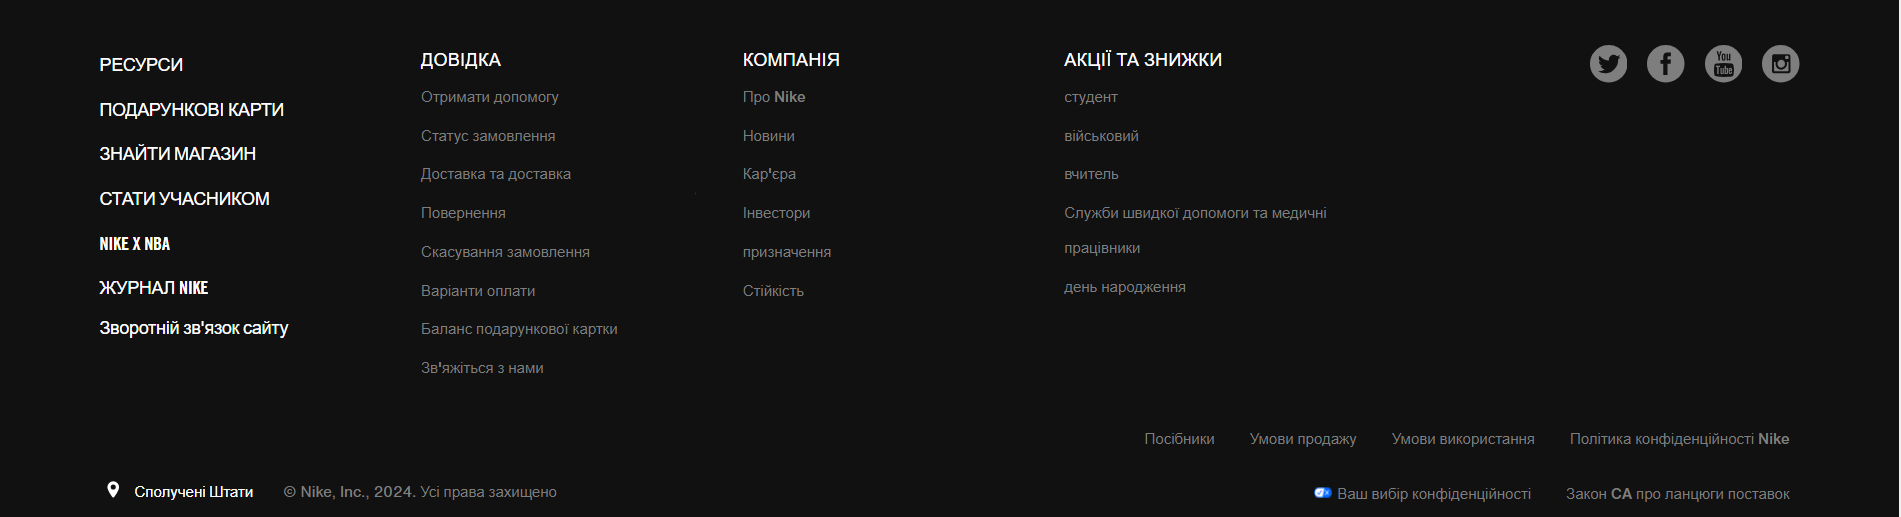 РЕСУРСИ
ПОДАРУНКОВІ КАРТИ
ЗНАЙТИ МАГАЗИН
СТАТИ УЧАСНИКОМ
NIKE X NBA
ЖУРНАЛ NIKE
Зворотній зв'язок сайту
ДОВІДКА
Отримати допомогу
Статус замовлення
Доставка та доставка
Повернення
Скасування замовлення
Варіанти оплати
Баланс подарункової картки
Зв'яжіться з нами
КОМПАНІЯ
Про Nike
Новини
Кар'єра
Інвестори
призначення
Стійкість
АКЦІЇ ТА ЗНИЖКИ
студент
військовий
вчитель
Служби швидкої допомоги та медичні
працівники
день народження
You
Tube
Посібники
Умови продажу
Умови використання
Політика конфіденційності Nike
Сполучені Штати
© Nike, Inc., 2024. Усі права захищено
Ваш вибір конфіденційності
Закон CA про ланцюги поставок